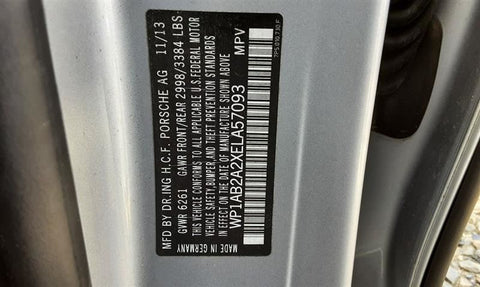 MFD BY DR.ING H.C.F. PORSCHE AG 11/13
GVWR 6261 GAWR FRONT/REAR 2998/3384 LBS
THIS VEHICLE CONFORMS TO ALL APPLICABLE U.S.FEDERAL MOTOR
VEHICLE SAFETY,BUMPER,AND THEFT PREVENTION STANDARDS
IN EFFECT ON THE DATE OF MANUFACTURE SHOWN ABOVE
WP1AB2A2XELA57093 MPV
MADE IN GERMANY